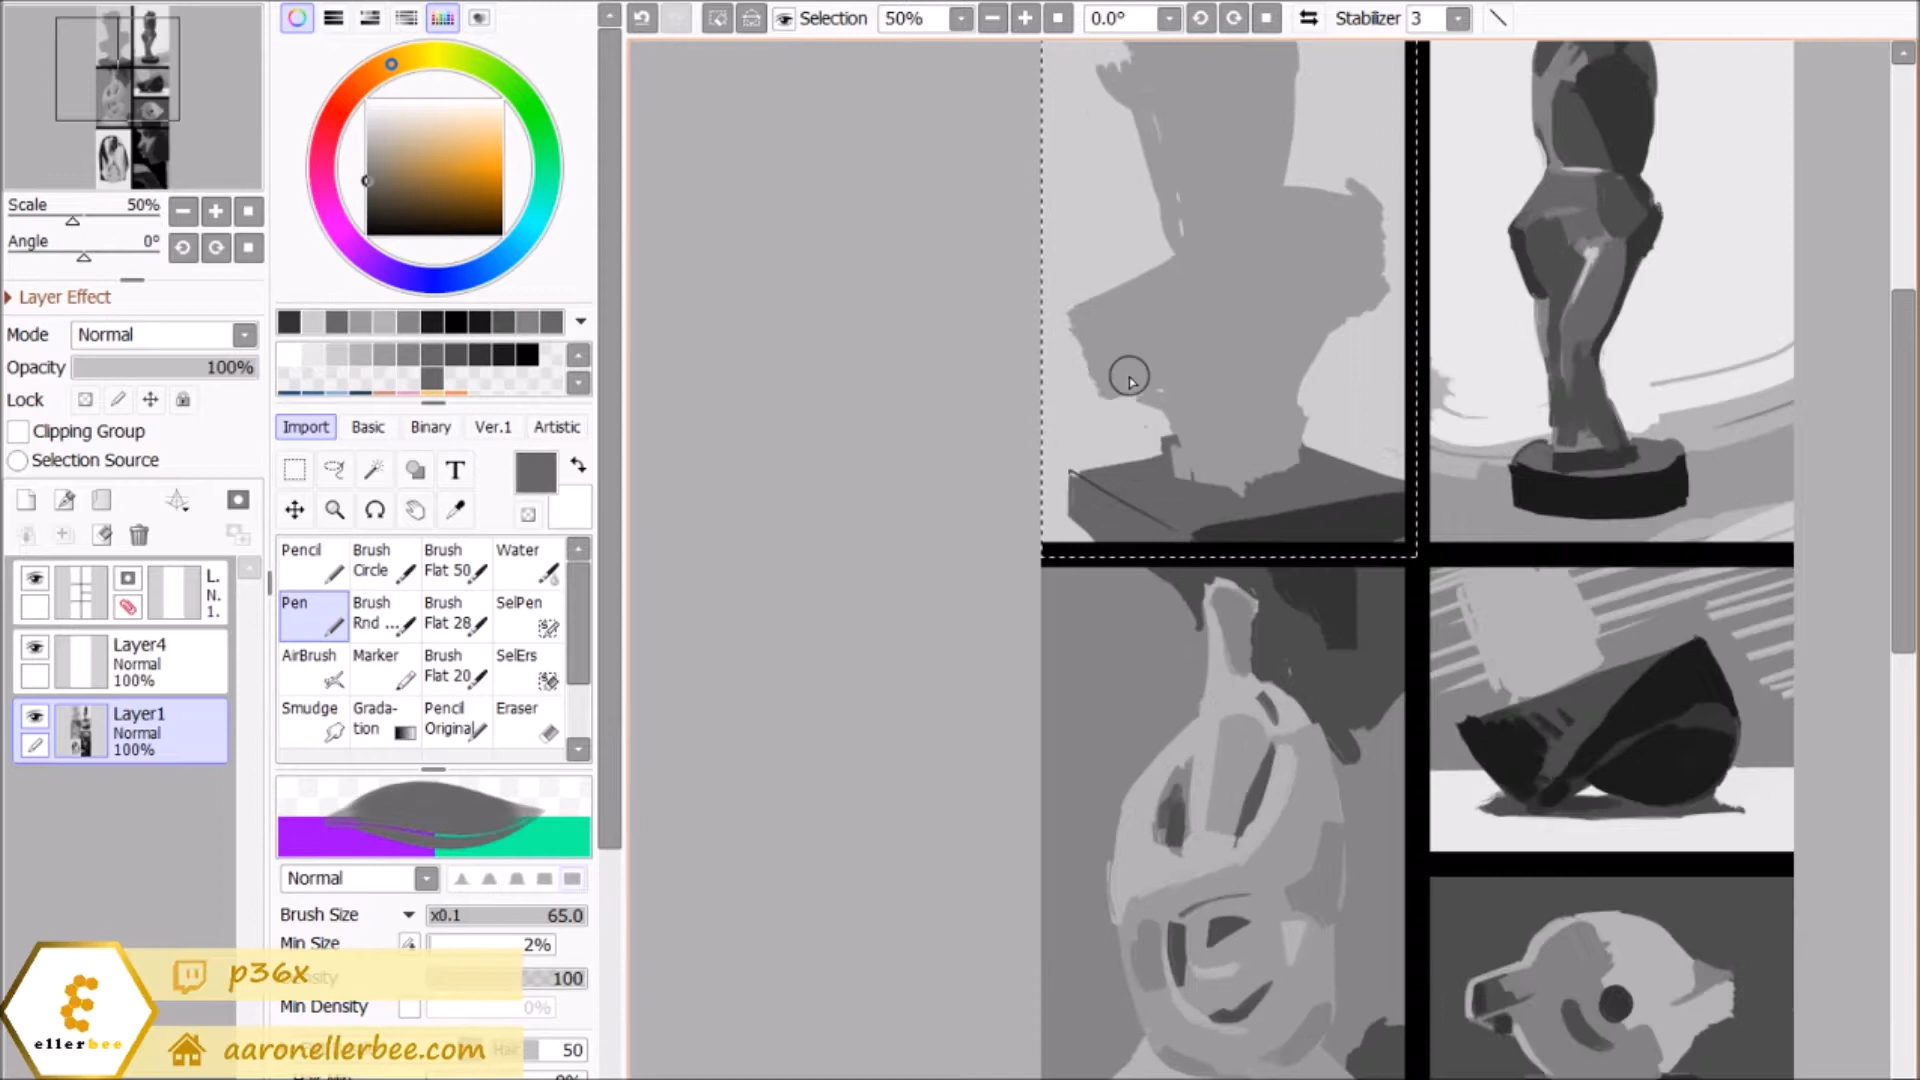 Selection 50% 0.0° Stabilizer 3
Scale 50%
Angle 0°
Layer Effect
Mode Normal
Opacity 100%
Lock
Clipping Group
Selection Source
L.
N.
1.
Layer4
Normal
100%
Layer1
Normal
100%
Import Basic Binary Ver.1 Artistic
T
Pencil Brush Circle Brush Flat 50 Water
Pen Brush Rnd ... Brush Flat 28 SelPen
AirBrush Marker Brush Flat 20 SelErs
Smudge Grada-tion Pencil Original Eraser
Normal
Brush Size x0.1 65.0
Min Size 2%
100
Min Density 0%
50
p36x
ellerbee
aaronellerbee.com